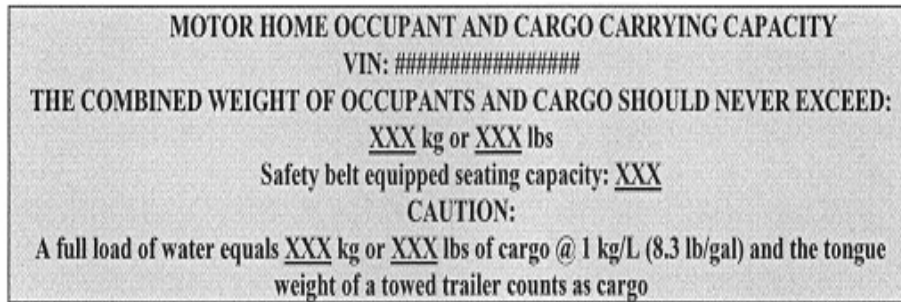 MOTOR HOME OCCUPANT AND CARGO CARRYING CAPACITY
VIN: #################
THE COMBINED WEIGHT OF OCCUPANTS AND CARGO SHOULD NEVER EXCEED:
XXX kg or XXX lbs
Safety belt equipped seating capacity: XXX
CAUTION:
A full load of water equals XXX kg or XXX lbs of cargo @ 1 kg/L (8.3 lb/gal) and the tongue
weight of a towed trailer counts as cargo